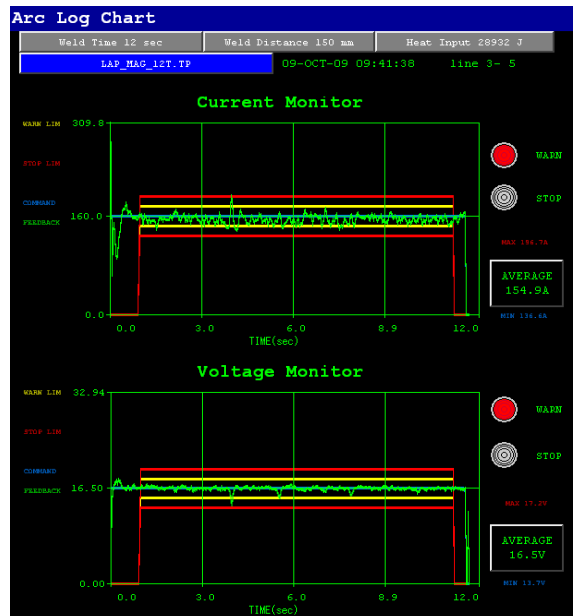 Arc Log Chart
Weld Time 12 sec
Weld Distance 150 mm
Heat Input 28932 J
LAP_MAG_12T.TP
09-OCT-09 09:41:38
line 3- 5
Current Monitor
WARN LIM
309.8
STOP LIM
WARN
COMMAND
STOP
160.0
FEEDBACK
AVERAGE
154.9A
0.0
MIN 136.6A
0.0
3.0
6.0
8.9
12.0
TIME(sec)
Voltage Monitor
WARN LIM
32.94
STOP LIM
WARN
COMMAND
STOP
16.50
FEEDBACK
MAX 17.2V
AVERAGE
16.5V
0.00
MIN 13.7V
0.0
3.0
6.0
8.9
12.0
TIME(sec)